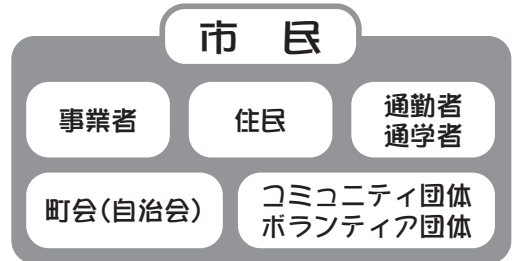 市 民
事業者
住民
通勤者
通学者
町会(自治会)
コミュニティ団体
ボランティア団体